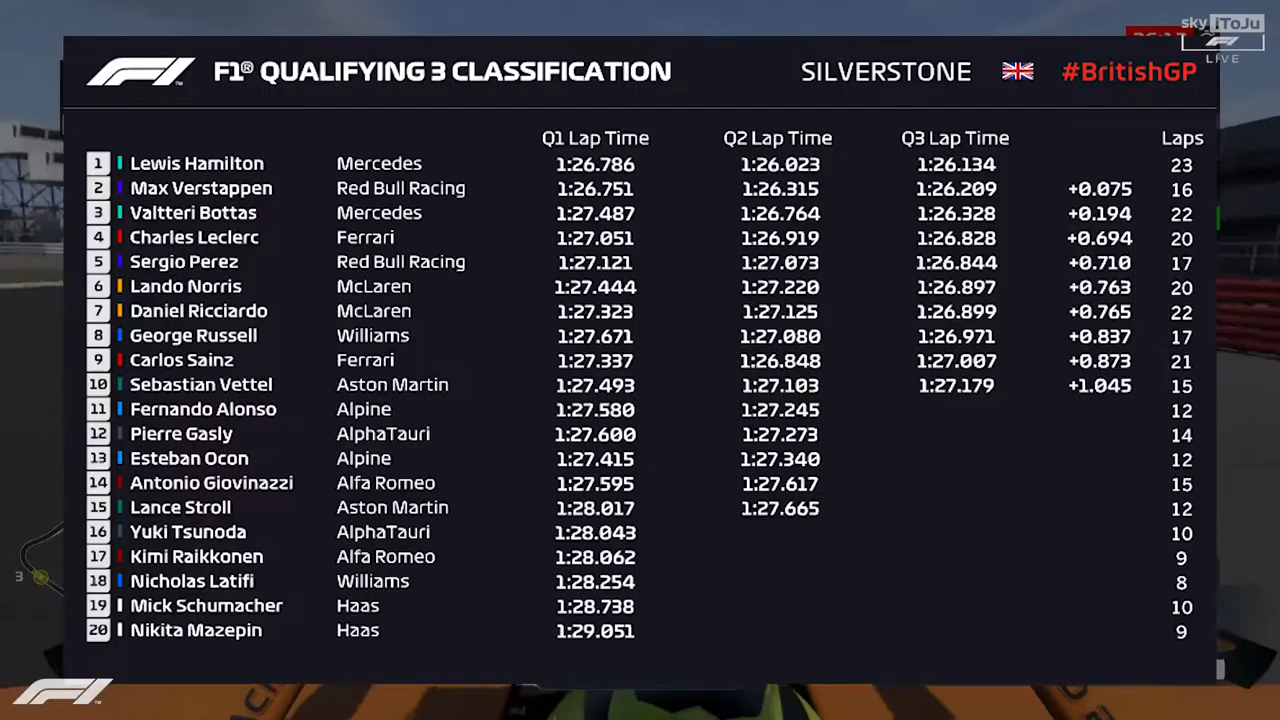 sky iToJu
LIVE
F1® QUALIFYING 3 CLASSIFICATION SILVERSTONE #BritishGP
Q1 Lap Time Q2 Lap Time Q3 Lap Time Laps
1 Lewis Hamilton Mercedes 1:26.786 1:26.023 1:26.134 23
2 Max Verstappen Red Bull Racing 1:26.751 1:26.315 1:26.209 +0.075 16
3 Valtteri Bottas Mercedes 1:27.487 1:26.764 1:26.328 +0.194 22
4 Charles Leclerc Ferrari 1:27.051 1:26.919 1:26.828 +0.694 20
5 Sergio Perez Red Bull Racing 1:27.121 1:27.073 1:26.844 +0.710 17
6 Lando Norris McLaren 1:27.444 1:27.220 1:26.897 +0.763 20
7 Daniel Ricciardo McLaren 1:27.323 1:27.125 1:26.899 +0.765 22
8 George Russell Williams 1:27.671 1:27.080 1:26.971 +0.837 17
9 Carlos Sainz Ferrari 1:27.337 1:26.848 1:27.007 +0.873 21
10 Sebastian Vettel Aston Martin 1:27.493 1:27.103 1:27.179 +1.045 15
11 Fernando Alonso Alpine 1:27.580 1:27.245 12
12 Pierre Gasly AlphaTauri 1:27.600 1:27.273 14
13 Esteban Ocon Alpine 1:27.415 1:27.340 12
14 Antonio Giovinazzi Alfa Romeo 1:27.595 1:27.617 15
15 Lance Stroll Aston Martin 1:28.017 1:27.665 12
16 Yuki Tsunoda AlphaTauri 1:28.043 10
17 Kimi Raikkonen Alfa Romeo 1:28.062 9
18 Nicholas Latifi Williams 1:28.254 8
19 Mick Schumacher Haas 1:28.738 10
20 Nikita Mazepin Haas 1:29.051 9
3